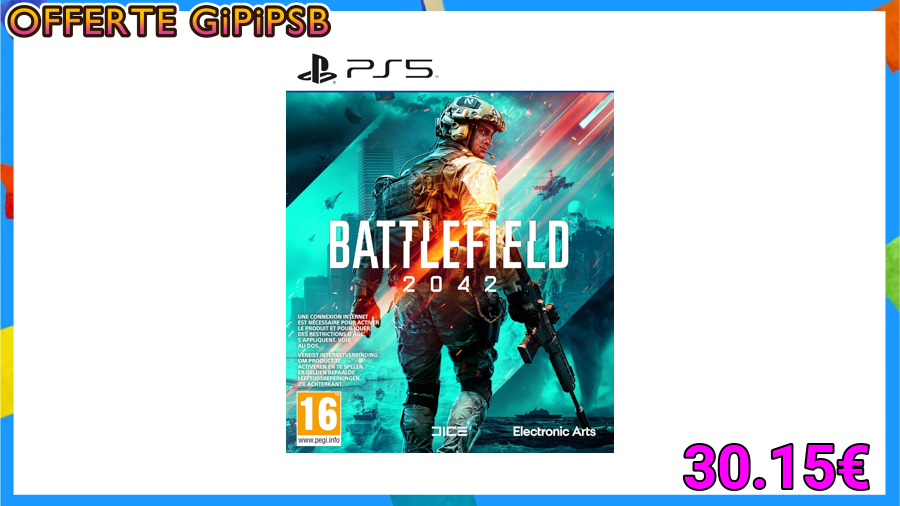 OFFERTE GiPiPSB
PS5
BATTLEFIELD
2042
UNE CONNEXION INTERNET
EST NÉCESSAIRE POUR ACTIVER
LE PRODUIT ET POUR JOUER.
DES RESTRICTIONS D'ÂGE
S'APPLIQUENT. VOIR
AU DOS.
VEREIST INTERNETVERBINDING
OM PRODUCT TE
ACTIVEREN EN TE SPELEN.
ER GELDEN BEPAALDE
LEEFTIJDSBEPERKINGEN.
ZIE ACHTERKANT.
16
www.pegi.info
DICE
Electronic Arts
30.15€